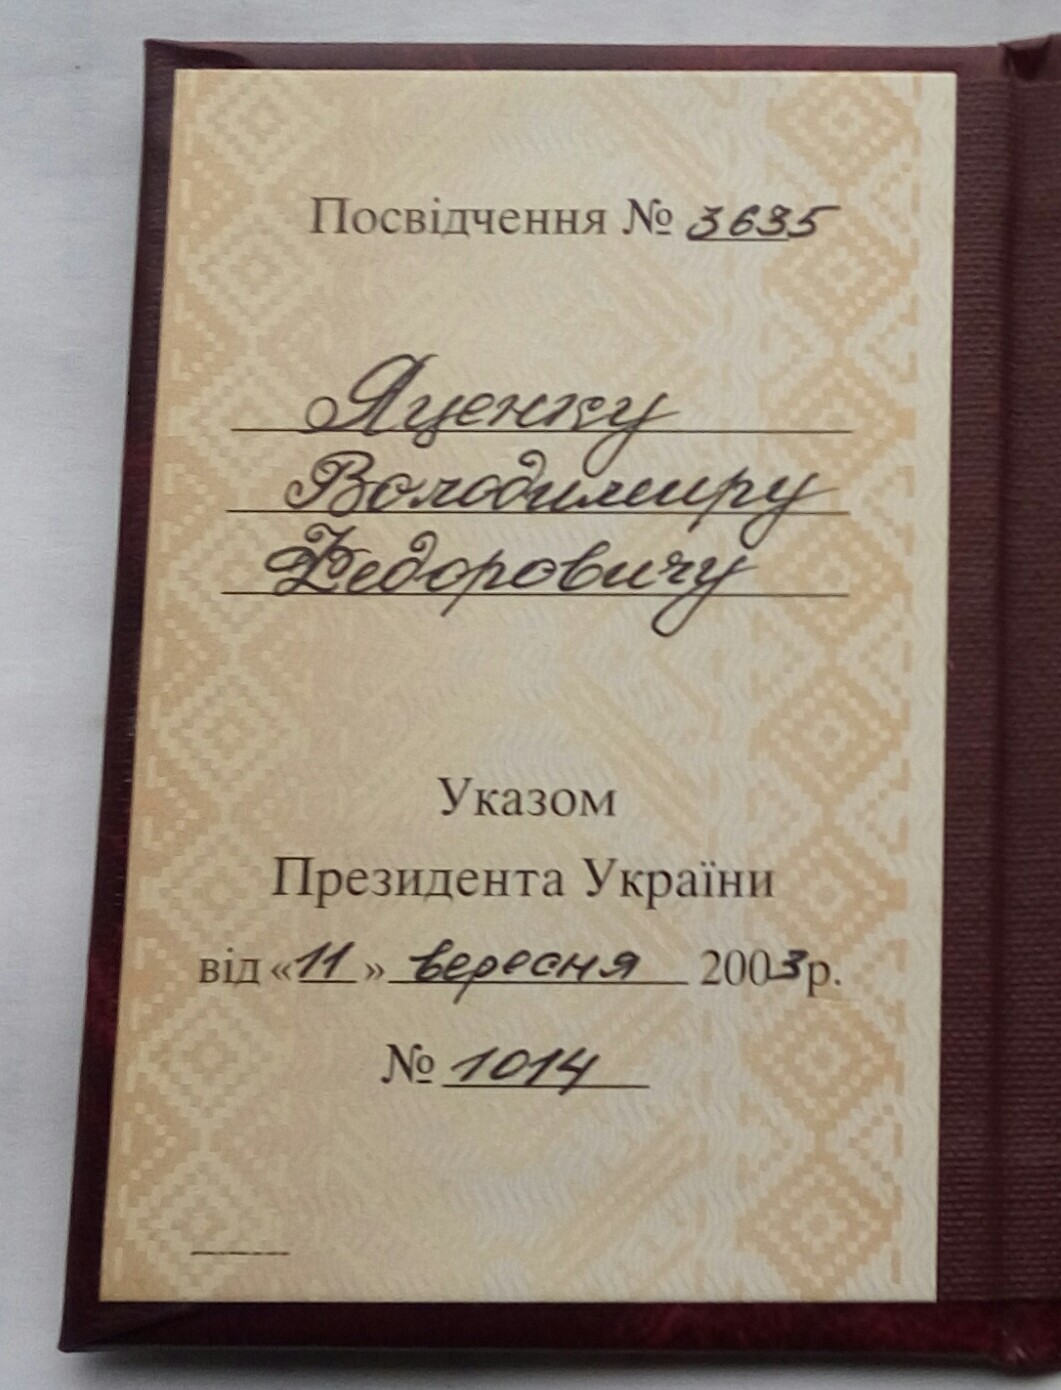 Посвідчення № 3635
Яценку
Володимиру
Федоровичу
Указом
Президента України
від «11» вересня 2003р.
№ 1014